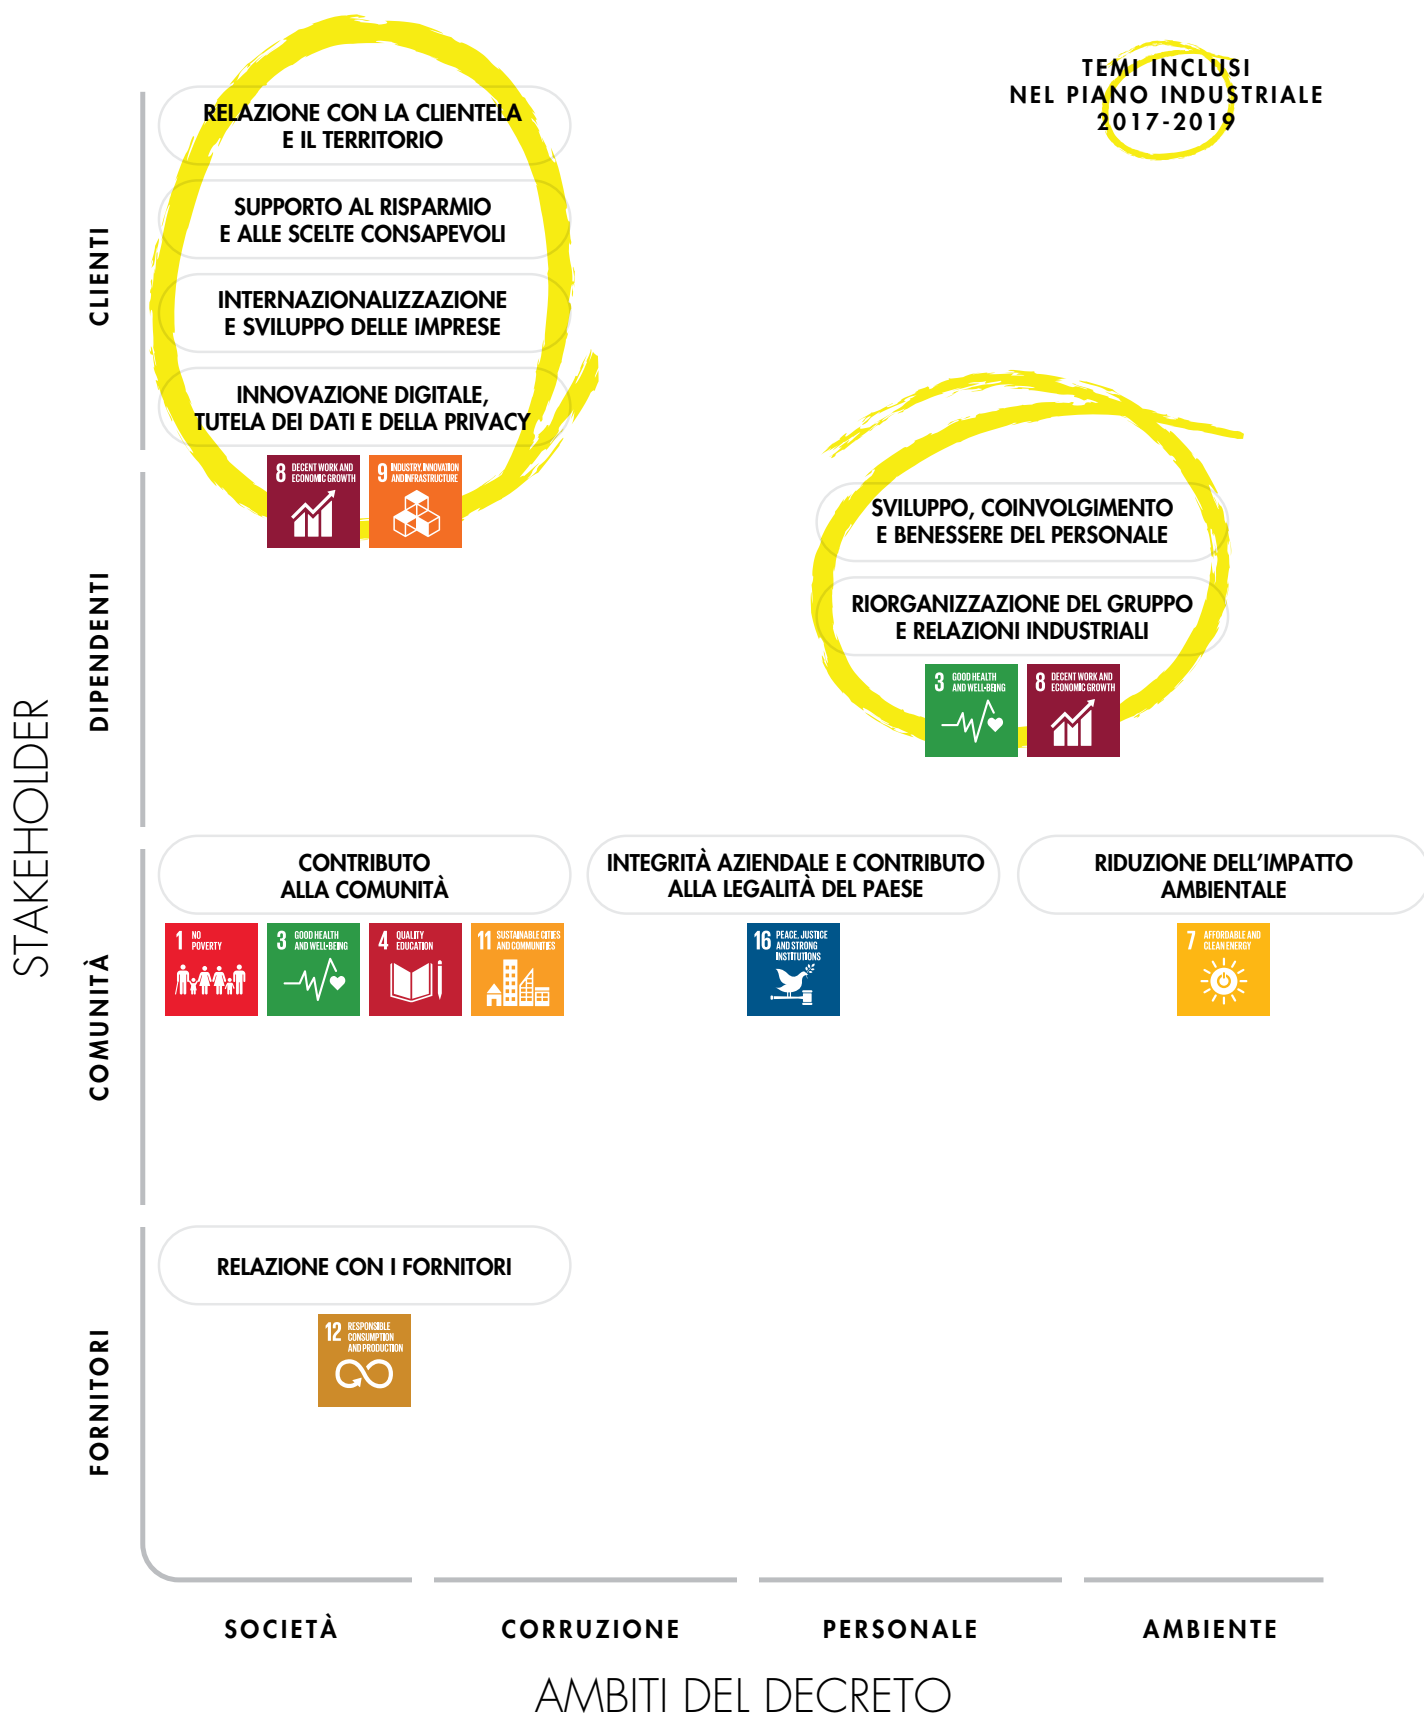 TEMI INCLUSI
NEL PIANO INDUSTRIALE
2017-2019
STAKEHOLDER
CLIENTI
RELAZIONE CON LA CLIENTELA
E IL TERRITORIO
SUPPORTO AL RISPARMIO
E ALLE SCELTE CONSAPEVOLI
INTERNAZIONALIZZAZIONE
E SVILUPPO DELLE IMPRESE
INNOVAZIONE DIGITALE,
TUTELA DEI DATI E DELLA PRIVACY
8 DECENT WORK AND
ECONOMIC GROWTH
9 INDUSTRY, INNOVATION
AND INFRASTRUCTURE
DIPENDENTI
SVILUPPO, COINVOLGIMENTO
E BENESSERE DEL PERSONALE
RIORGANIZZAZIONE DEL GRUPPO
E RELAZIONI INDUSTRIALI
3 GOOD HEALTH
AND WELL-BEING
8 DECENT WORK AND
ECONOMIC GROWTH
COMUNITÀ
CONTRIBUTO
ALLA COMUNITÀ
1 NO
POVERTY
3 GOOD HEALTH
AND WELL-BEING
4 QUALITY
EDUCATION
11 SUSTAINABLE CITIES
AND COMMUNITIES
INTEGRITÀ AZIENDALE E CONTRIBUTO
ALLA LEGALITÀ DEL PAESE
16 PEACE, JUSTICE
AND STRONG
INSTITUTIONS
RIDUZIONE DELL'IMPATTO
AMBIENTALE
7 AFFORDABLE AND
CLEAN ENERGY
FORNITORI
RELAZIONE CON I FORNITORI
12 RESPONSIBLE
CONSUMPTION
AND PRODUCTION
SOCIETÀ
CORRUZIONE
PERSONALE
AMBIENTE
AMBITI DEL DECRETO